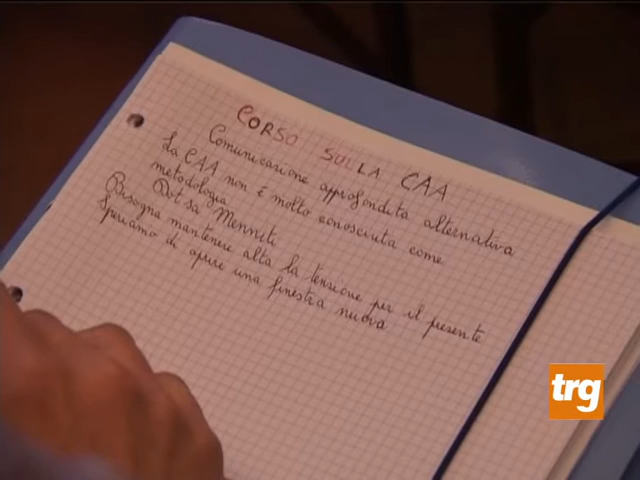 CORSO SULLA CAA
Comunicazione approfondita alternativa
La CAA non è molto conosciuta come
metodologia
Dot.sa Menniti
Bisogna mantenere alta la tensione per il presente
Speriamo di aprire una finestra nuova
trg